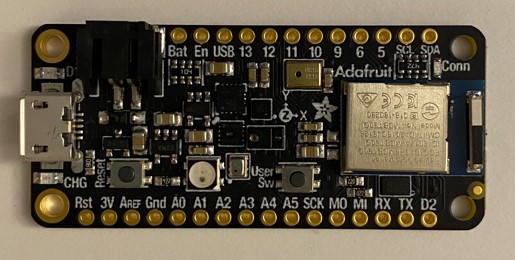 Bat En USB 13 12 11 10 9 6 5 SCL SDA
Adafruit
Conn
Y
Z X
CHG
Reset
User
Sw
Rst 3V AREF Gnd A0 A1 A2 A3 A4 A5 SCK MO MI RX TX D2